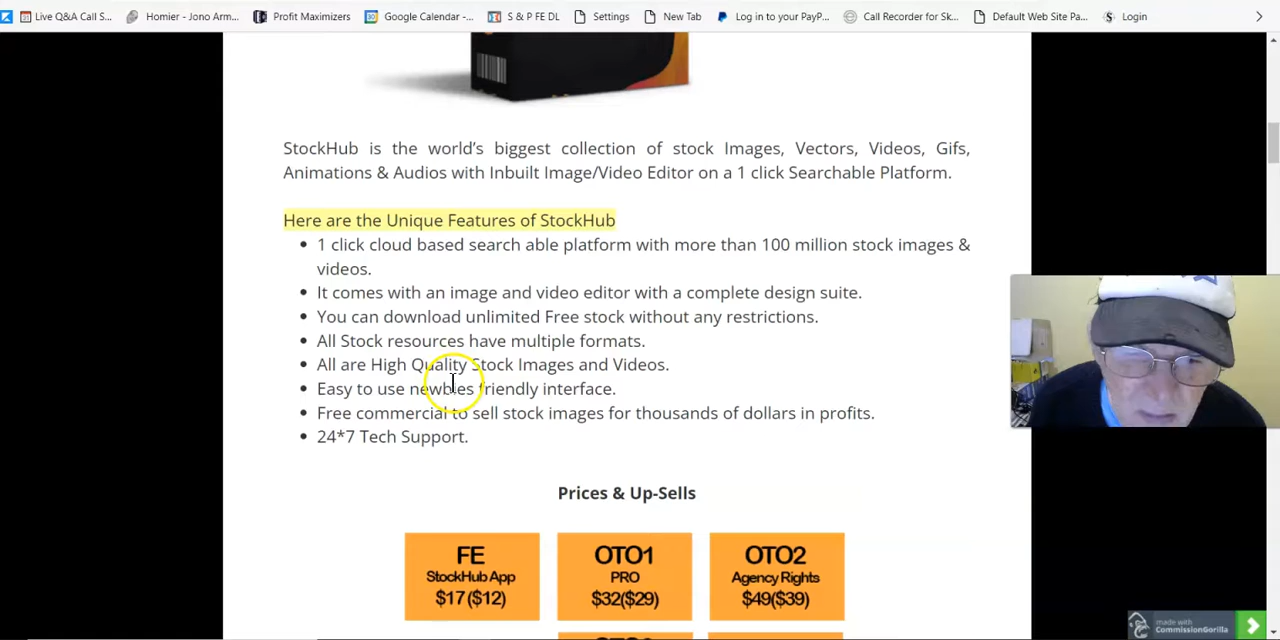 Live Q&A Call S...
Homier - Jono Arm...
Profit Maximizers
Google Calendar -...
S & P FE DL
Settings
New Tab
Log in to your PayP...
Call Recorder for Sk...
Default Web Site Pa...
Login
StockHub is the world's biggest collection of stock Images, Vectors, Videos, Gifs,
Animations & Audios with Inbuilt Image/Video Editor on a 1 click Searchable Platform.
Here are the Unique Features of StockHub
1 click cloud based search able platform with more than 100 million stock images &
videos.
It comes with an image and video editor with a complete design suite.
You can download unlimited Free stock without any restrictions.
All Stock resources have multiple formats.
All are High Quality Stock Images and Videos.
Easy to use newbies friendly interface.
Free commercial to sell stock images for thousands of dollars in profits.
24*7 Tech Support.
Prices & Up-Sells
FE
StockHub App
$17 ($12)
OTO1
PRO
$32($29)
OTO2
Agency Rights
$49($39)
made with
CommissionGorilla